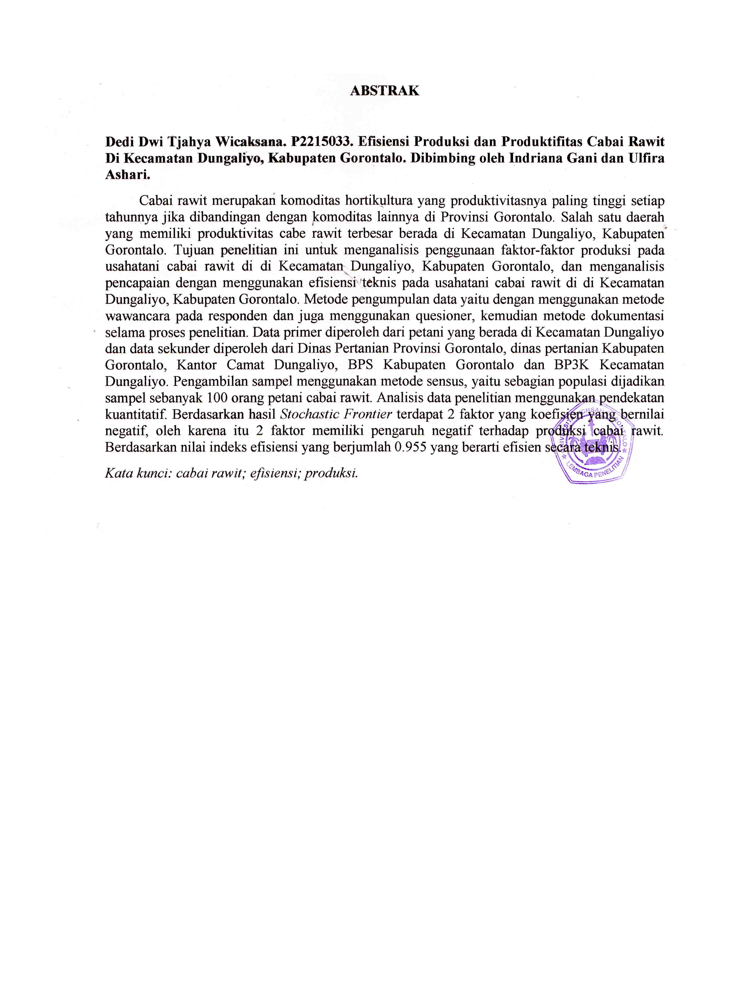 ABSTRAK
Dedi Dwi Tjahya Wicaksana. P2215033. Efisiensi Produksi dan Produktifitas Cabai Rawit
Di Kecamatan Dungaliyo, Kabupaten Gorontalo. Dibimbing oleh Indriana Gani dan Ulfira
Ashari.
Cabai rawit merupakan komoditas hortikultura yang produktivitasnya paling tinggi setiap
tahunnya jika dibandingan dengan komoditas lainnya di Provinsi Gorontalo. Salah satu daerah
yang memiliki produktivitas cabe rawit terbesar berada di Kecamatan Dungaliyo, Kabupaten
Gorontalo. Tujuan penelitian ini untuk menganalisis penggunaan faktor-faktor produksi pada
usahatani cabai rawit di di Kecamatan Dungaliyo, Kabupaten Gorontalo, dan menganalisis
pencapaian dengan menggunakan efisiensi teknis pada usahatani cabai rawit di di Kecamatan
Dungaliyo, Kabupaten Gorontalo. Metode pengumpulan data yaitu dengan menggunakan metode
wawancara pada responden dan juga menggunakan quesioner, kemudian metode dokumentasi
selama proses penelitian. Data primer diperoleh dari petani yang berada di Kecamatan Dungaliyo
dan data sekunder diperoleh dari Dinas Pertanian Provinsi Gorontalo, dinas pertanian Kabupaten
Gorontalo, Kantor Camat Dungaliyo, BPS Kabupaten Gorontalo dan BP3K Kecamatan
Dungaliyo. Pengambilan sampel menggunakan metode sensus, yaitu sebagian populasi dijadikan
sampel sebanyak 100 orang petani cabai rawit. Analisis data penelitian menggunakan pendekatan
kuantitatif. Berdasarkan hasil Stochastic Frontier terdapat 2 faktor yang koefisien yang bernilai
negatif, oleh karena itu 2 faktor memiliki pengaruh negatif terhadap produksi cabai rawit.
Berdasarkan nilai indeks efisiensi yang berjumlah 0.955 yang berarti efisien secara teknis.
Kata kunci: cabai rawit; efisiensi; produksi.
UNIVERSITAS ICHSAN GORONTALO
LEMBAGA PENELITIAN